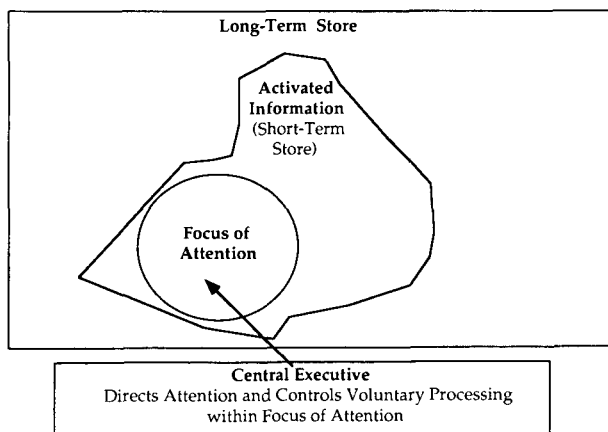 Long-Term Store
Activated
Information
(Short-Term
Store)
Focus of
Attention
Central Executive
Directs Attention and Controls Voluntary Processing
within Focus of Attention